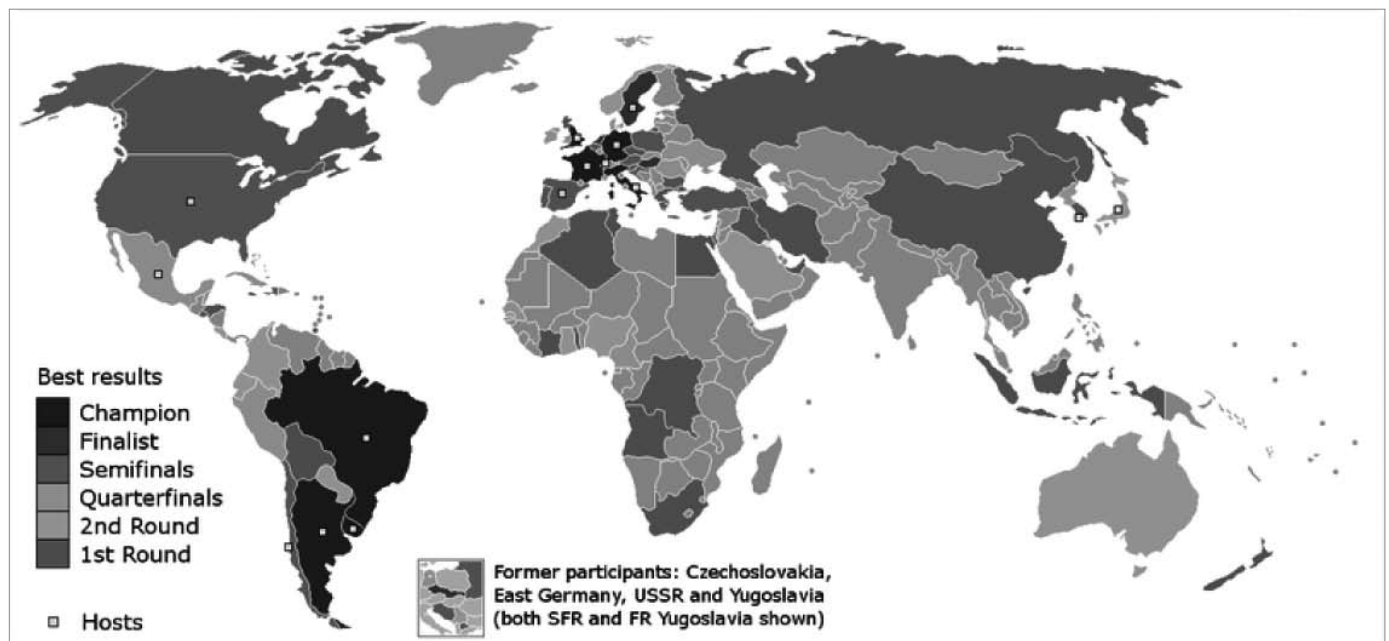 Best results
Champion
Finalist
Semifinals
Quarterfinals
2nd Round
1st Round
Hosts
Former participants: Czechoslovakia,
East Germany, USSR and Yugoslavia
(both SFR and FR Yugoslavia shown)